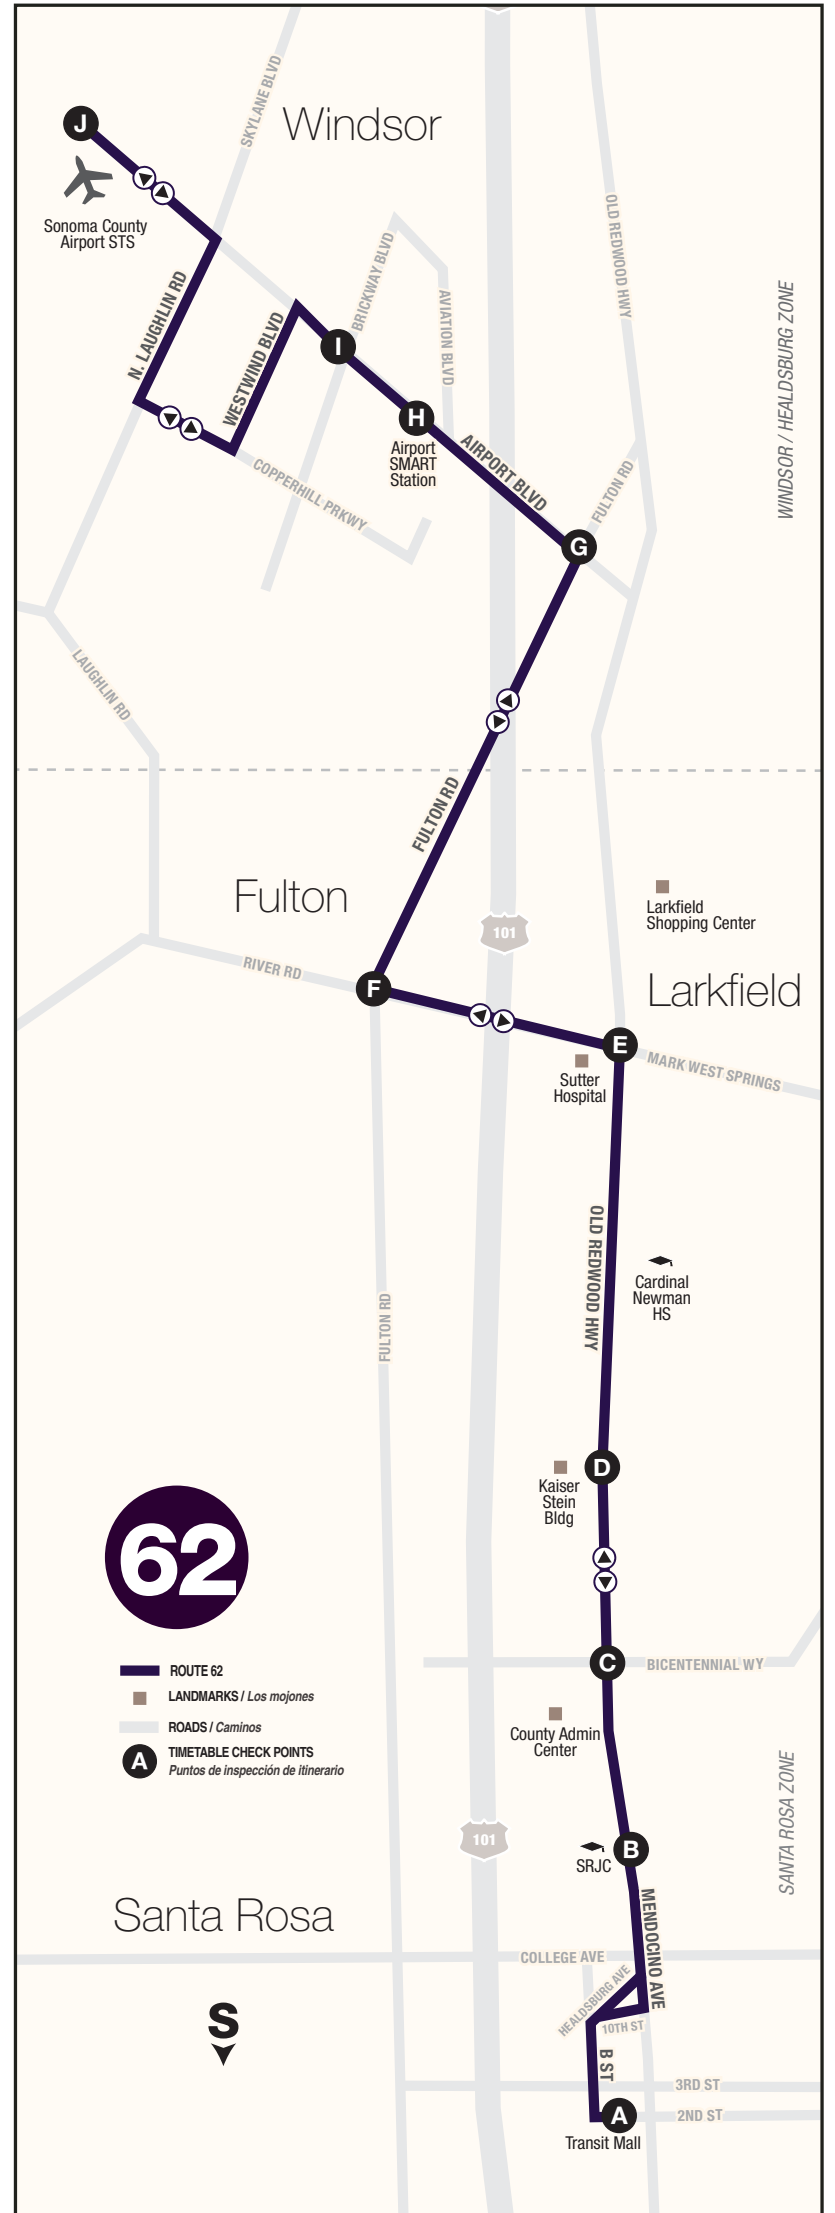 SKYLANE BLVD
Windsor
J
Sonoma County
Airport STS
OLD REDWOOD HWY
BRICKWAY BLVD
AVIATION BLVD
N. LAUGHLIN RD
WESTWIND BLVD
WINDSOR / HEALDSBURG ZONE
I
H
Airport
SMART
Station
AIRPORT BLVD
COPPERHILL PRKWY
FULTON RD
G
LAUGHLIN RD
FULTON RD
Fulton
Larkfield
Shopping Center
101
RIVER RD
F
Larkfield
E
MARK WEST SPRINGS
Sutter
Hospital
OLD REDWOOD HWY
Cardinal
Newman
HS
FULTON RD
D
Kaiser
Stein
Bldg
62
C
BICENTENNIAL WY
ROUTE 62
LANDMARKS / Los mojones
ROADS / Caminos
A
TIMETABLE CHECK POINTS
Puntos de inspección de itinerario
County Admin
Center
SANTA ROSA ZONE
101
B
SRJC
Santa Rosa
MENDOCINO AVE
COLLEGE AVE
HEALDSBURG AVE
10TH ST
S
B ST
3RD ST
A
2ND ST
Transit Mall